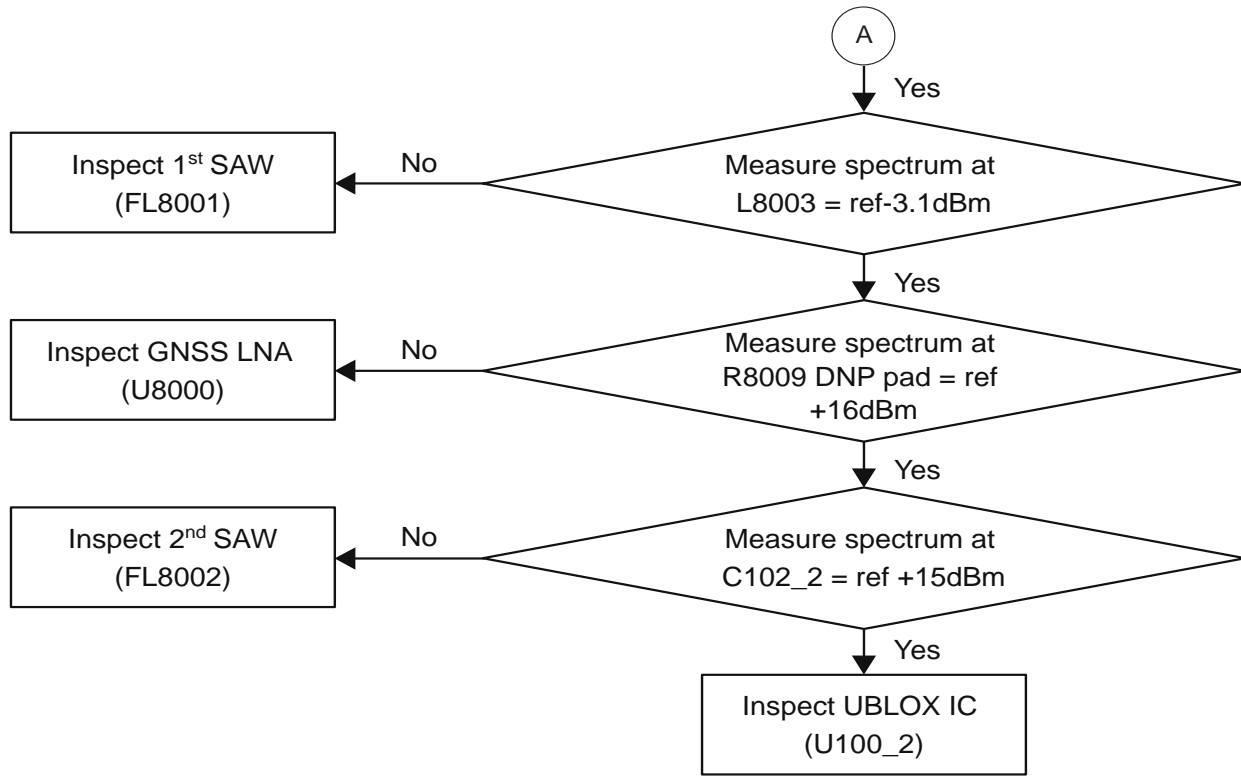 A
Yes
Measure spectrum at
L8003 = ref-3.1dBm
No
Inspect 1st SAW
(FL8001)
Yes
Measure spectrum at
R8009 DNP pad = ref
+16dBm
No
Inspect GNSS LNA
(U8000)
Yes
Measure spectrum at
C102_2 = ref +15dBm
No
Inspect 2nd SAW
(FL8002)
Yes
Inspect UBLOX IC
(U100_2)